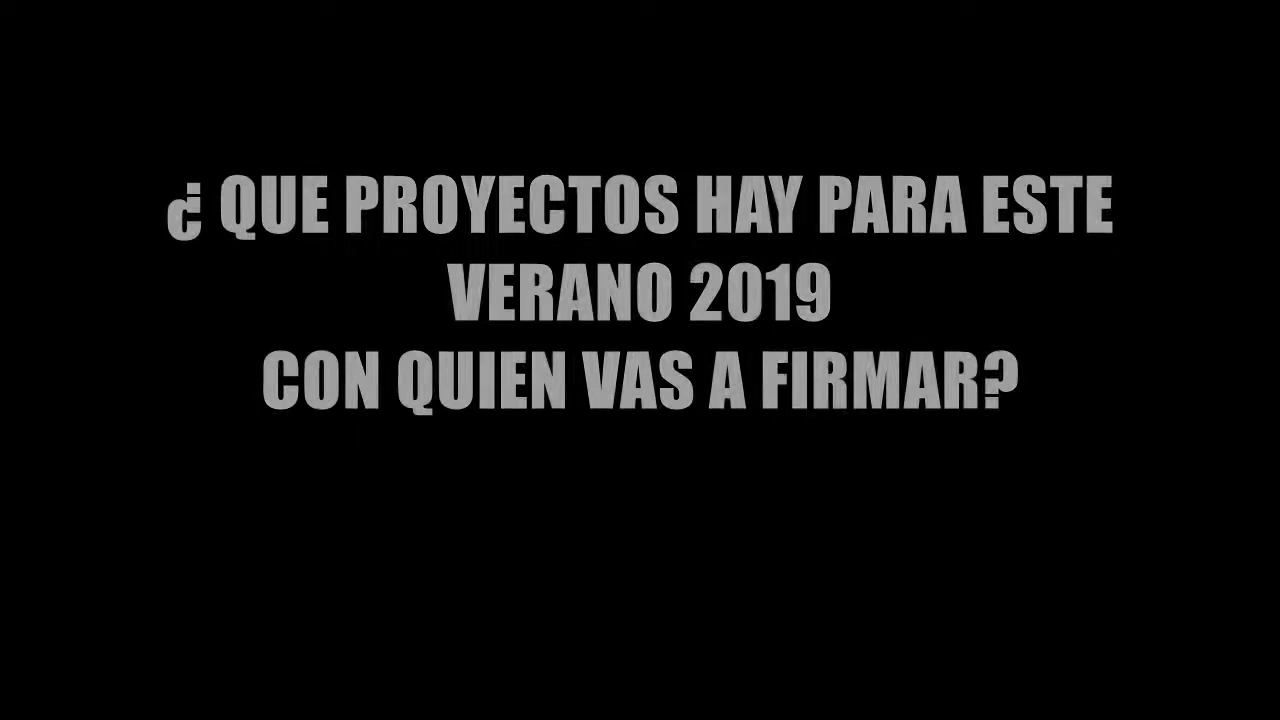 ¿ QUE PROYECTOS HAY PARA ESTE
VERANO 2019
CON QUIEN VAS A FIRMAR?